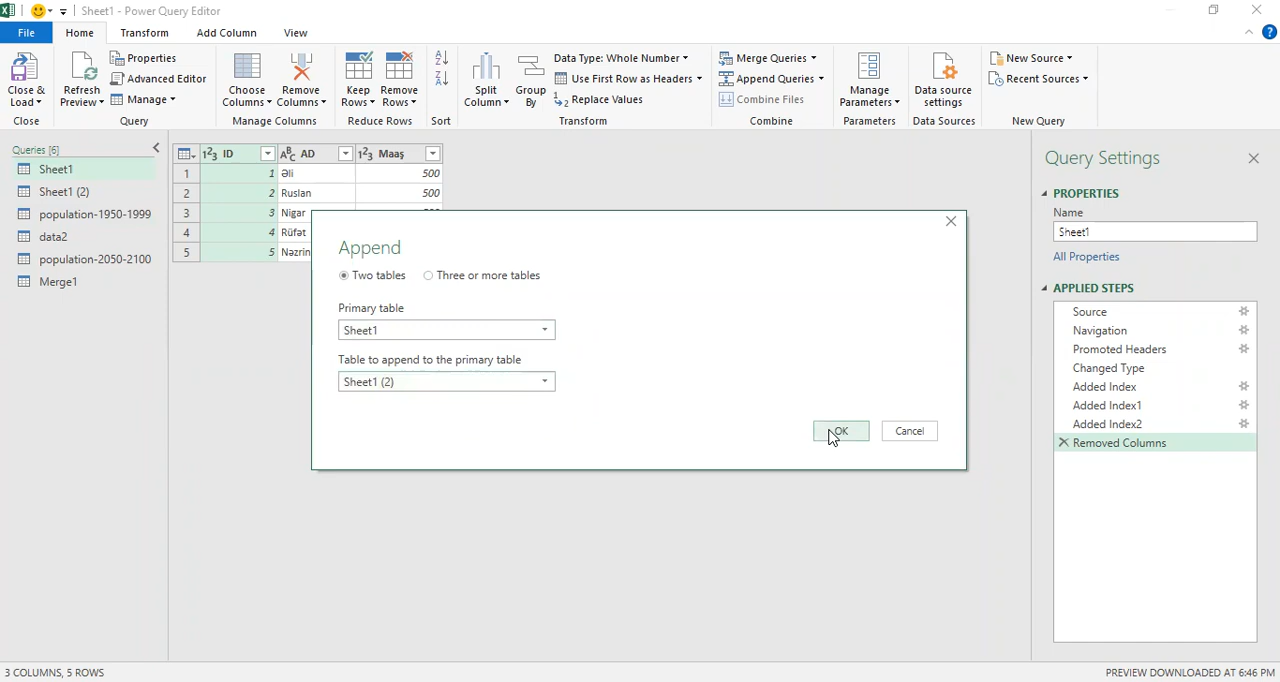 Sheet1 - Power Query Editor
File Home Transform Add Column View
Close & Load
Close
Refresh Preview
Properties
Advanced Editor
Manage
Query
Choose Columns
Remove Columns
Manage Columns
Keep Rows
Remove Rows
Reduce Rows
Sort
Split Column
Group By
Data Type: Whole Number
Use First Row as Headers
Replace Values
Transform
Merge Queries
Append Queries
Combine Files
Combine
Manage Parameters
Parameters
Data source settings
Data Sources
New Source
Recent Sources
New Query
Queries [6]
Sheet1
Sheet1 (2)
population-1950-1999
data2
population-2050-2100
Merge1
ID AD Maaş
1 1 Əli 500
2 2 Ruslan 500
3 3 Nigar
4 4 Rüfət
5 5 Nəzrin
Append
Two tables Three or more tables
Primary table
Sheet1
Table to append to the primary table
Sheet1 (2)
OK Cancel
Query Settings
PROPERTIES
Name
Sheet1
All Properties
APPLIED STEPS
Source
Navigation
Promoted Headers
Changed Type
Added Index
Added Index1
Added Index2
Removed Columns
3 COLUMNS, 5 ROWS
PREVIEW DOWNLOADED AT 6:46 PM